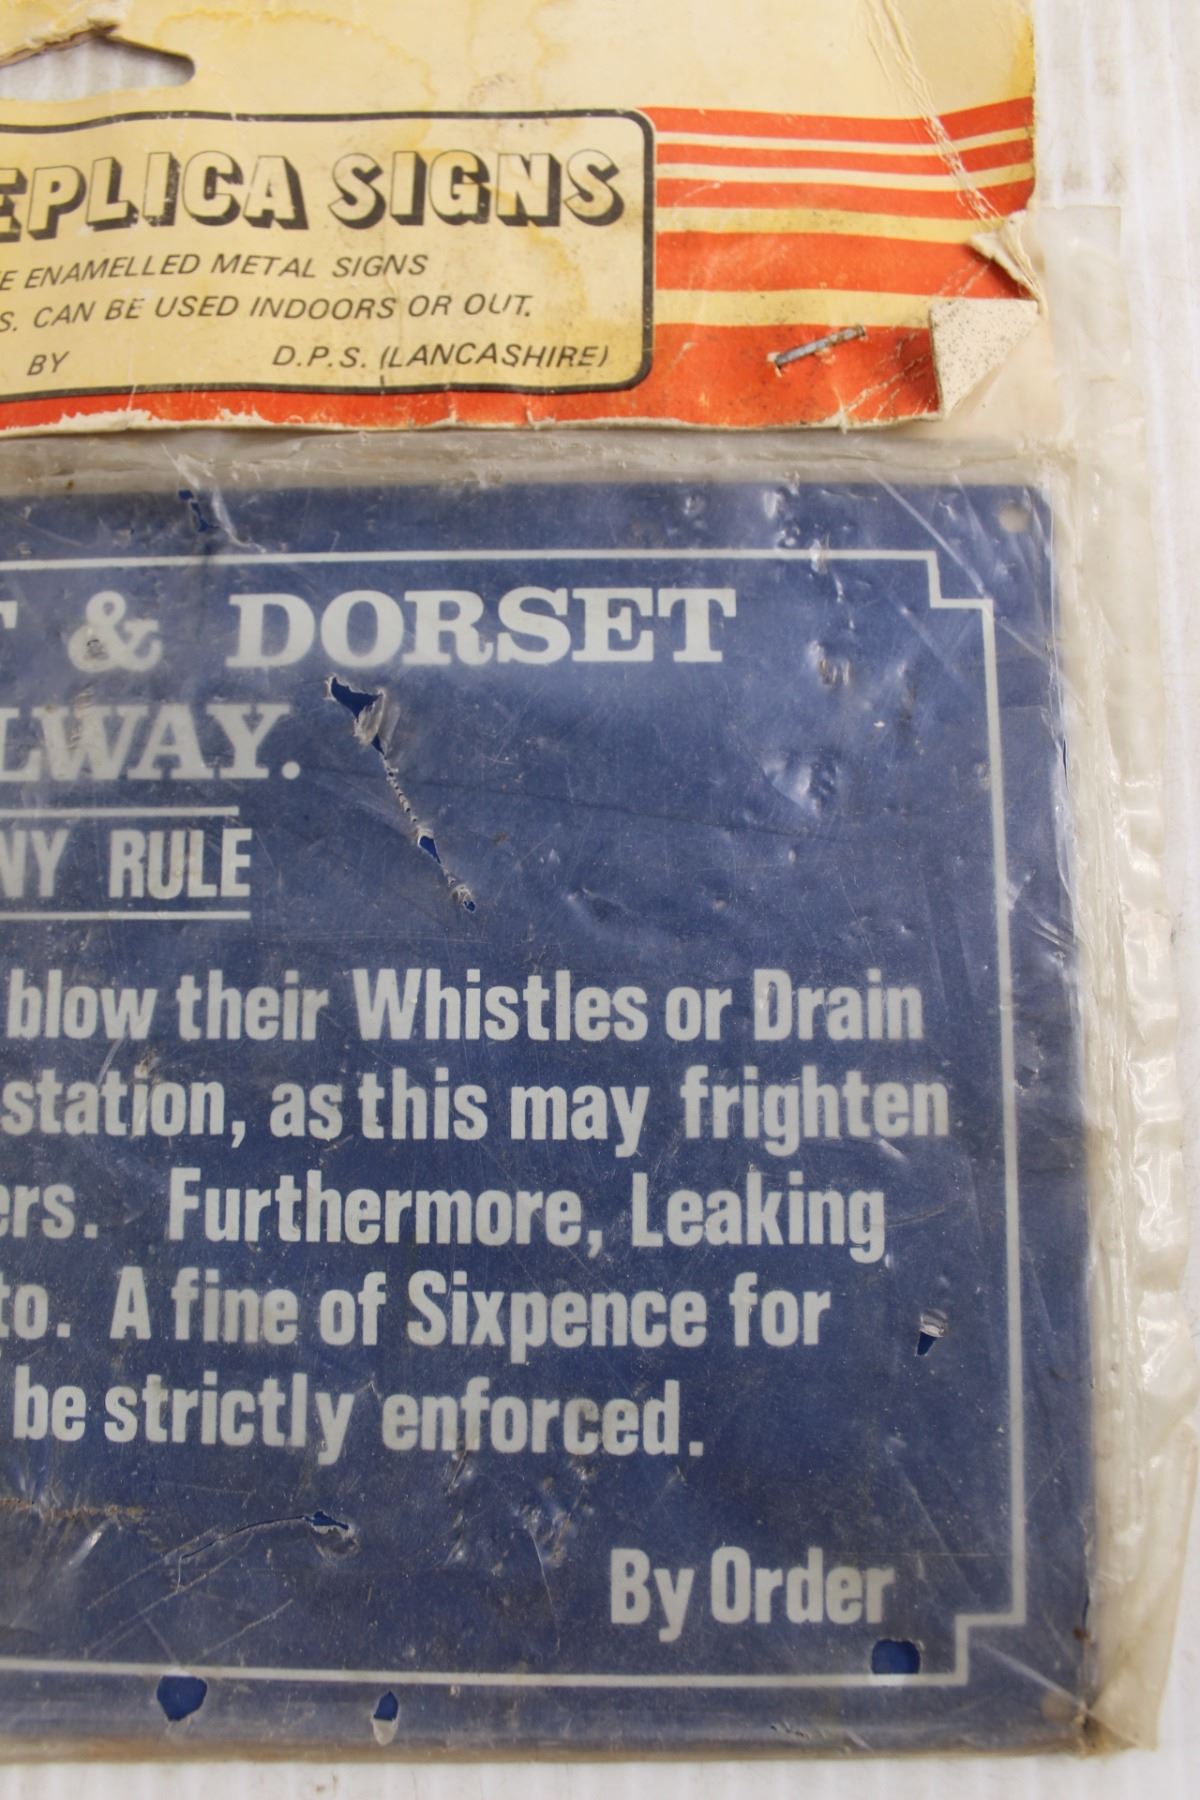 EPLICA SIGNS
E ENAMELLED METAL SIGNS
S. CAN BE USED INDOORS OR OUT.
BY D.P.S. (LANCASHIRE)
T & DORSET
LWAY.
NY RULE
blow their Whistles or Drain
station, as this may frighten
ers. Furthermore, Leaking
to. A fine of Sixpence for
be strictly enforced.
By Order